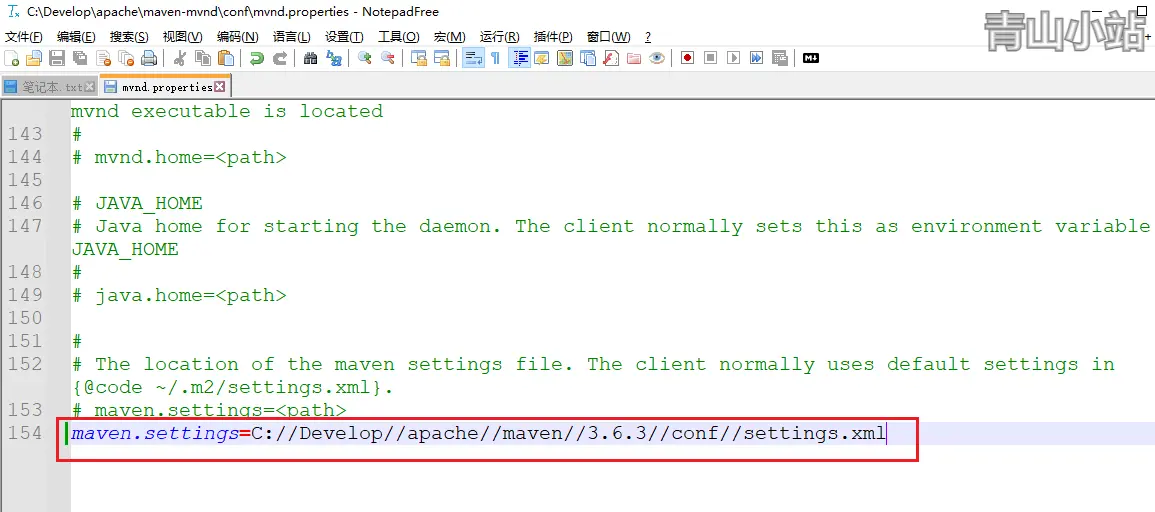 C:\Develop\apache\maven-mvnd\conf\mvnd.properties - NotepadFree
青山小站
文件(F) 编辑(E) 搜索(S) 视图(V) 编码(N) 语言(L) 设置(T) 工具(O) 宏(M) 运行(R) 插件(P) 窗口(W) ?
笔记本.txt mvnd.properties
mvnd executable is located
143 #
144 # mvnd.home=<path>
145
146 # JAVA_HOME
147 # Java home for starting the daemon. The client normally sets this as environment variable
JAVA_HOME
148 #
149 # java.home=<path>
150
151 #
152 # The location of the maven settings file. The client normally uses default settings in
{@code ~/.m2/settings.xml}.
153 # maven.settings=<path>
154 maven.settings=C://Develop//apache//maven//3.6.3//conf//settings.xml